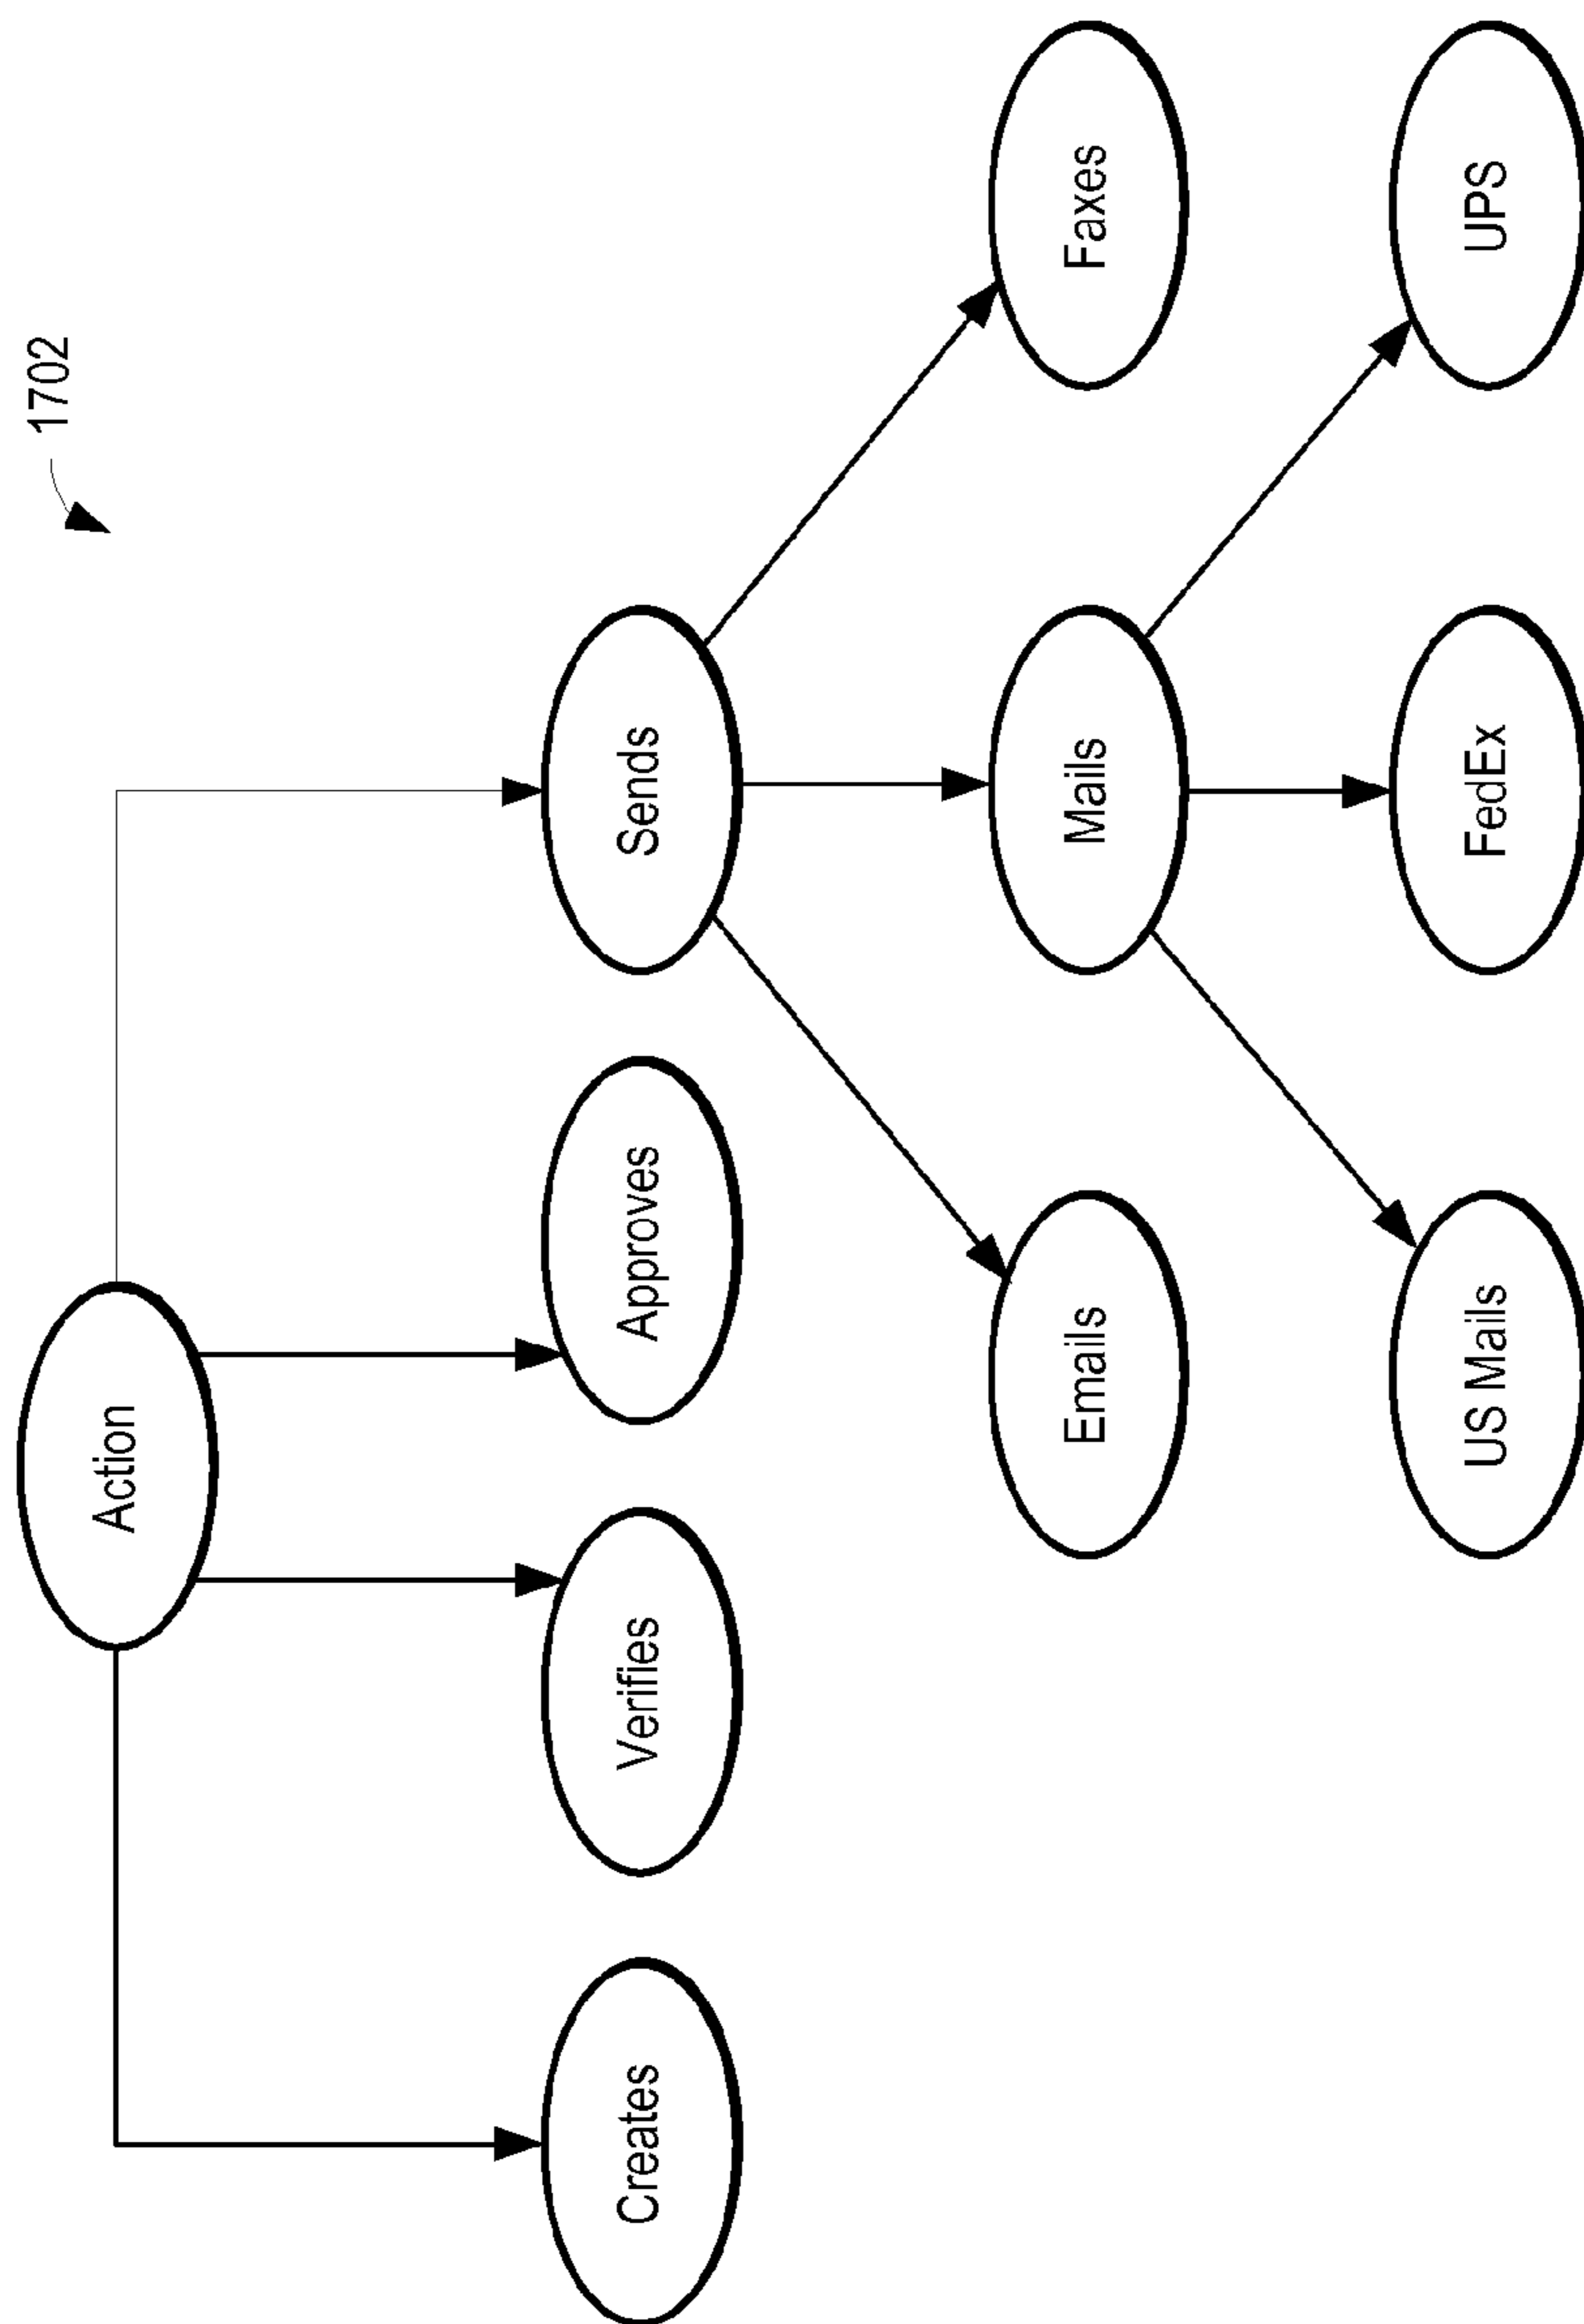 1702
Action
Creates
Verifies
Approves
Sends
Emails
Mails
Faxes
US Mails
FedEx
UPS